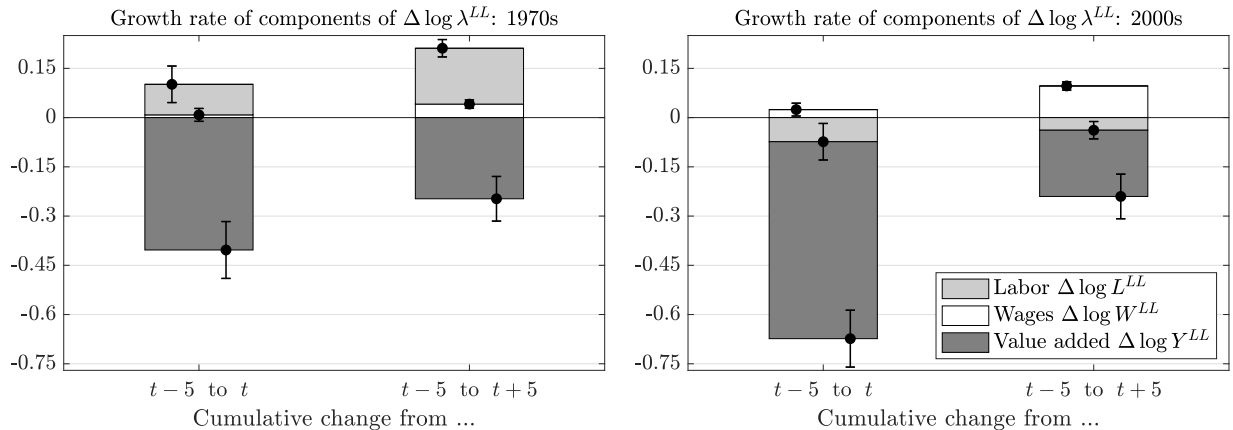 Growth rate of components of Δ log λ^LL: 1970s
0.15
0
-0.15
-0.3
-0.45
-0.6
-0.75
t − 5 to t
t − 5 to t + 5
Cumulative change from ...
Growth rate of components of Δ log λ^LL: 2000s
0.15
0
-0.15
-0.3
-0.45
-0.6
-0.75
Labor Δ log L^LL
Wages Δ log W^LL
Value added Δ log Y^LL
t − 5 to t
t − 5 to t + 5
Cumulative change from ...